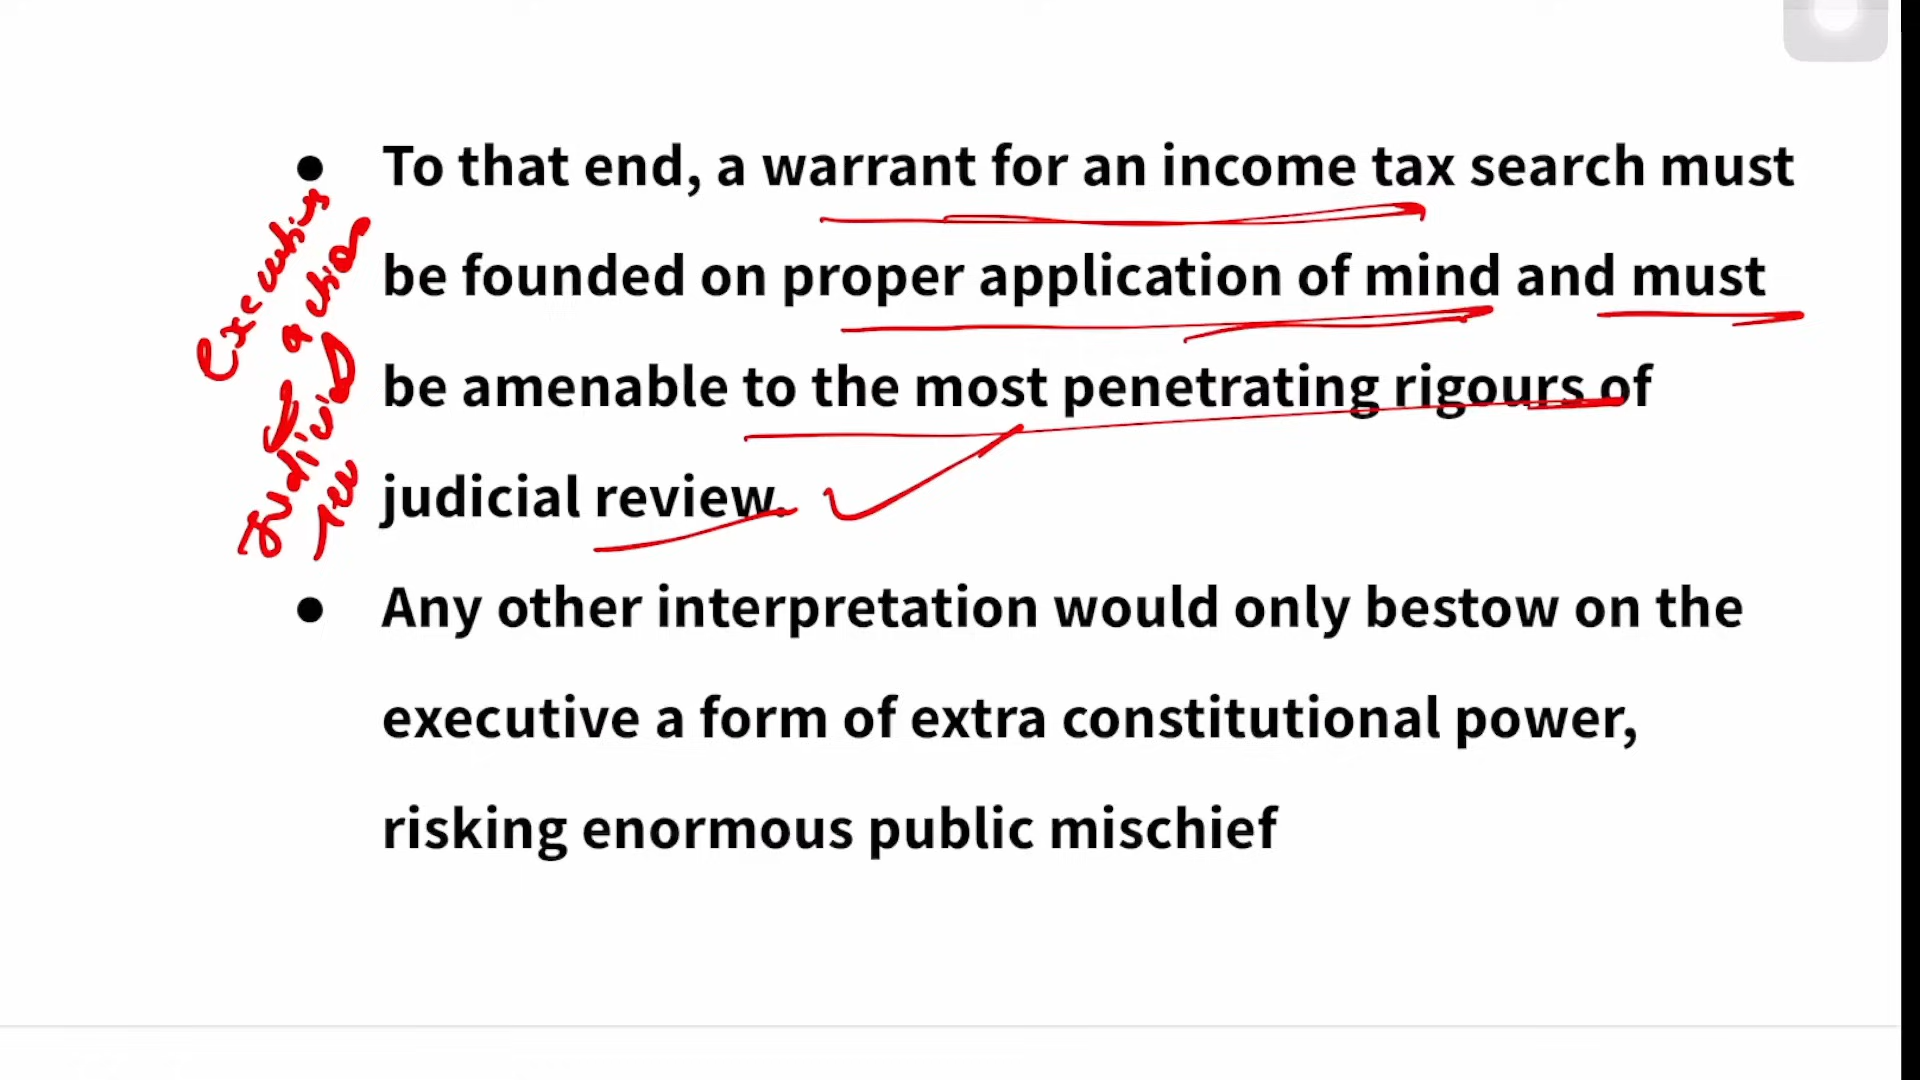 ● To that end, a warrant for an income tax search must
be founded on proper application of mind and must
be amenable to the most penetrating rigours of
judicial review.
● Any other interpretation would only bestow on the
executive a form of extra constitutional power,
risking enormous public mischief
Executive
action
Judicial